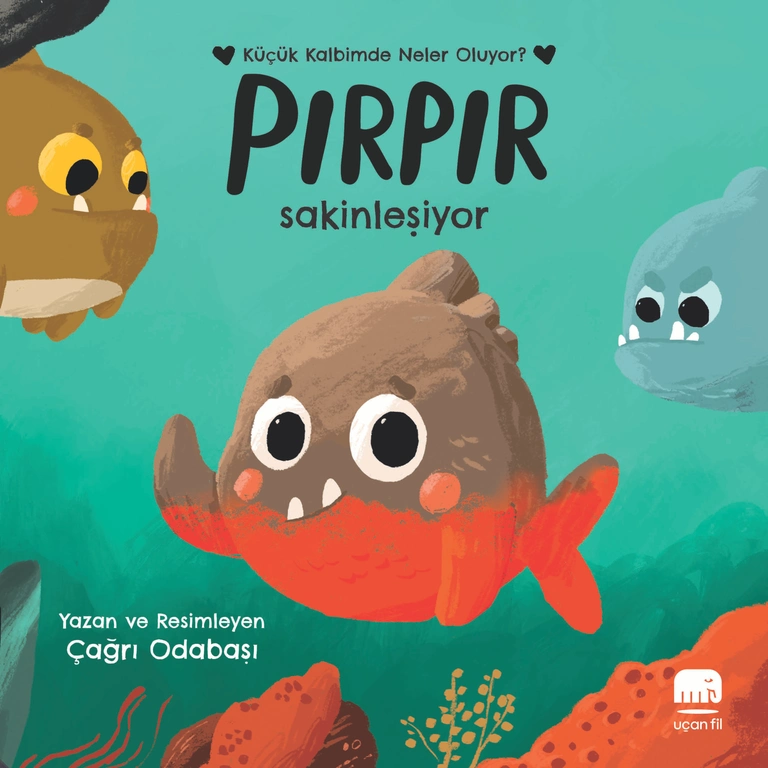 Küçük Kalbimde Neler Oluyor?
PIRPIR
sakinleşiyor
Yazan ve Resimleyen
Çağrı Odabaşı
uçan fil